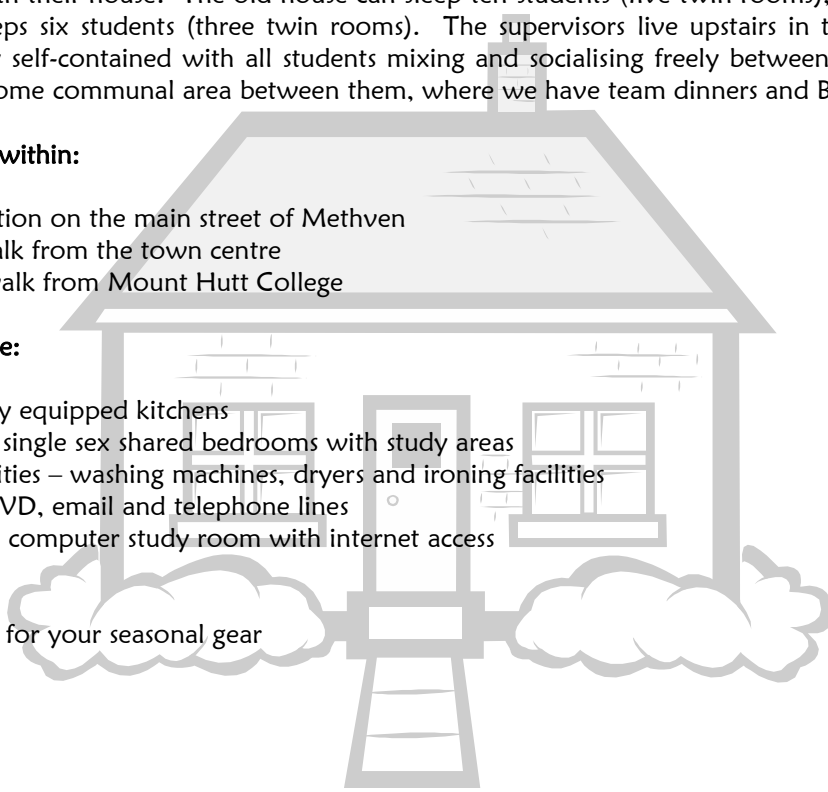 their house. The old house can sleep ten students (five twin rooms),
eps six students (three twin rooms). The supervisors live upstairs in t
self-contained with all students mixing and socialising freely between
ome communal area between them, where we have team dinners and B
within:
tion on the main street of Methven
alk from the town centre
alk from Mount Hutt College
e:
y equipped kitchens
single sex shared bedrooms with study areas
ities – washing machines, dryers and ironing facilities
VD, email and telephone lines
computer study room with internet access
for your seasonal gear